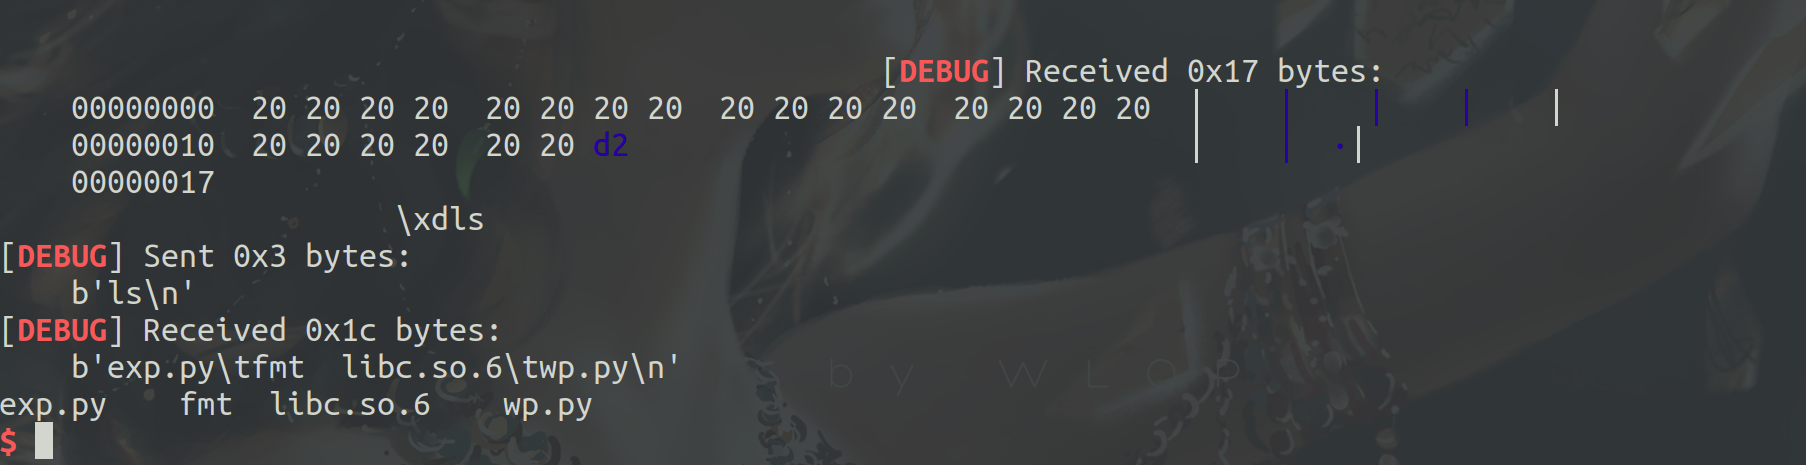 [DEBUG] Received 0x17 bytes:
00000000  20 20 20 20  20 20 20 20  20 20 20 20  20 20 20 20  │    │    │    │    │
00000010  20 20 20 20  20 20 d2  │    │  ·│
00000017
\xdls
[DEBUG] Sent 0x3 bytes:
b'ls\n'
[DEBUG] Received 0x1c bytes:
b'exp.py\tfmt  libc.so.6\twp.py\n'
exp.py    fmt  libc.so.6    wp.py
by WLOP
$